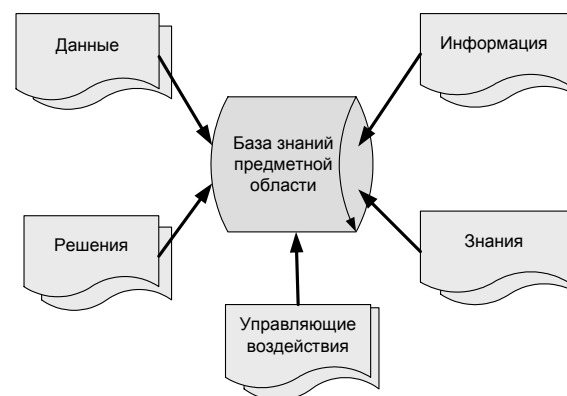 Данные
Информация
База знаний
предметной
области
Решения
Знания
Управляющие
воздействия